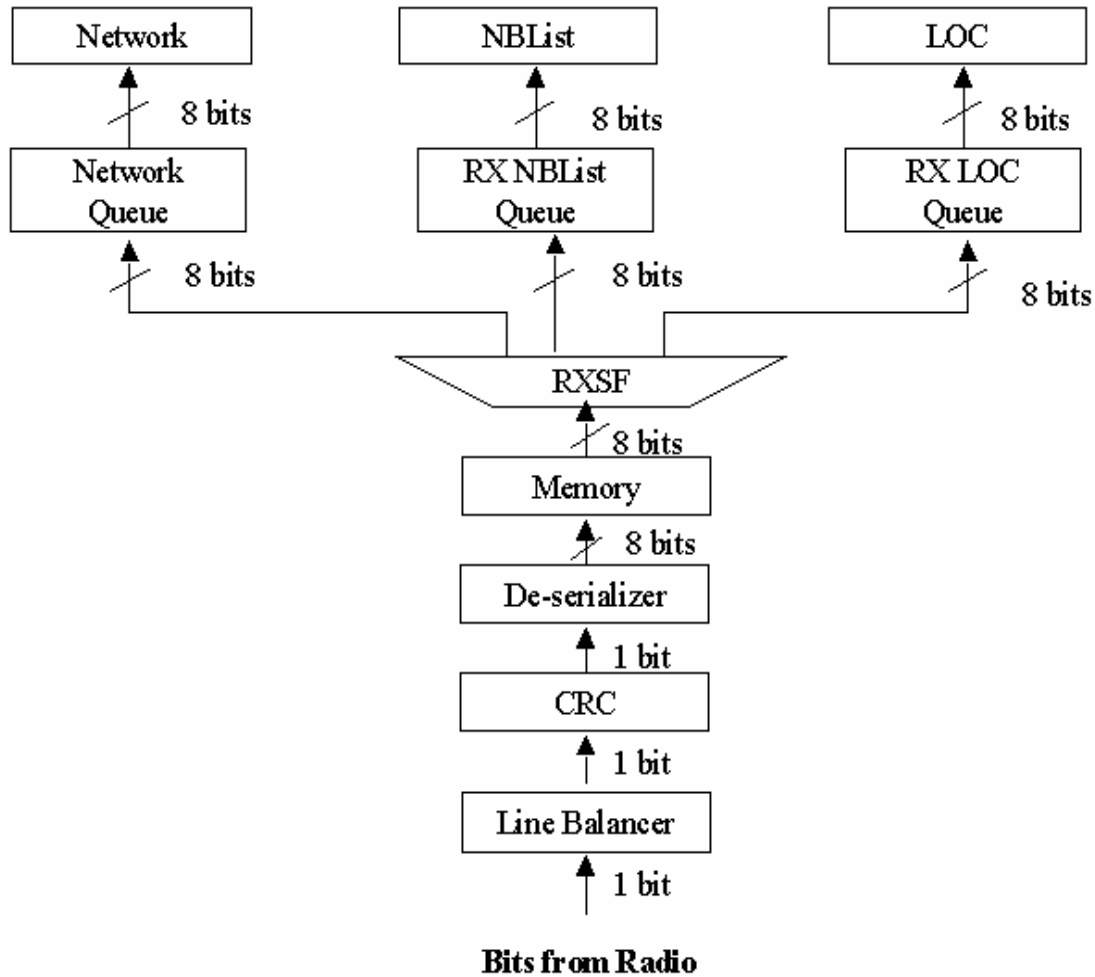 Network NBList LOC
8 bits 8 bits 8 bits
Network RX NBList RX LOC
Queue Queue Queue
8 bits 8 bits 8 bits
RXSF
8 bits
Memory
8 bits
De-serializer
1 bit
CRC
1 bit
Line Balancer
1 bit
Bits from Radio